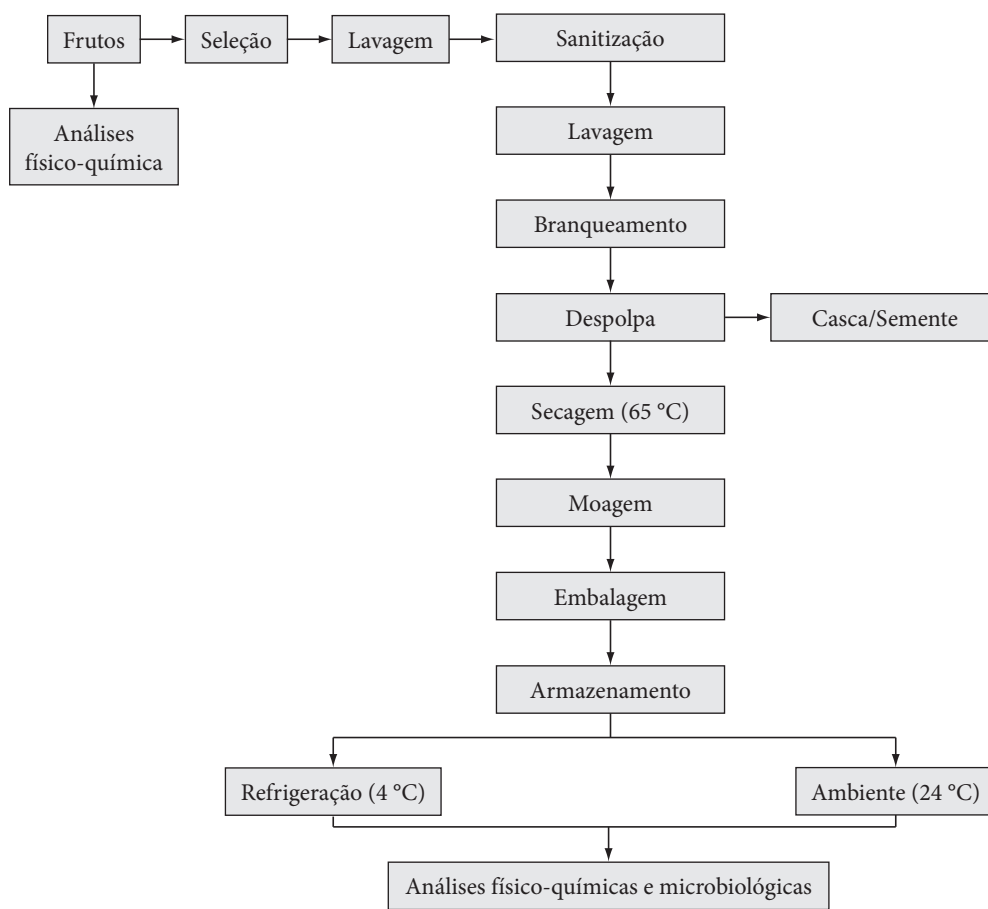 Frutos
Seleção
Lavagem
Sanitização
Análises
físico-química
Lavagem
Branqueamento
Despolpa
Casca/Semente
Secagem (65 °C)
Moagem
Embalagem
Armazenamento
Refrigeração (4 °C)
Ambiente (24 °C)
Análises físico-químicas e microbiológicas